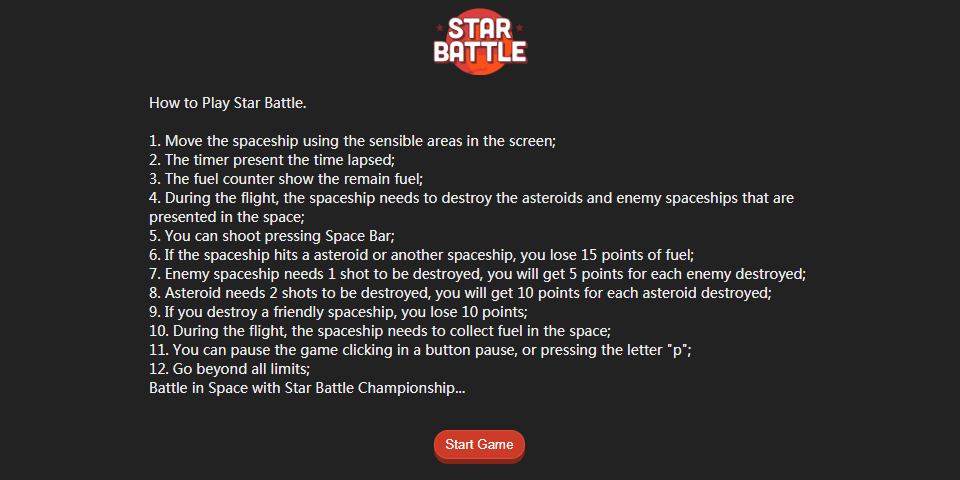 STAR
BATTLE
How to Play Star Battle.
1. Move the spaceship using the sensible areas in the screen;
2. The timer present the time lapsed;
3. The fuel counter show the remain fuel;
4. During the flight, the spaceship needs to destroy the asteroids and enemy spaceships that are
presented in the space;
5. You can shoot pressing Space Bar;
6. If the spaceship hits a asteroid or another spaceship, you lose 15 points of fuel;
7. Enemy spaceship needs 1 shot to be destroyed, you will get 5 points for each enemy destroyed;
8. Asteroid needs 2 shots to be destroyed, you will get 10 points for each asteroid destroyed;
9. If you destroy a friendly spaceship, you lose 10 points;
10. During the flight, the spaceship needs to collect fuel in the space;
11. You can pause the game clicking in a button pause, or pressing the letter "p";
12. Go beyond all limits;
Battle in Space with Star Battle Championship...
Start Game